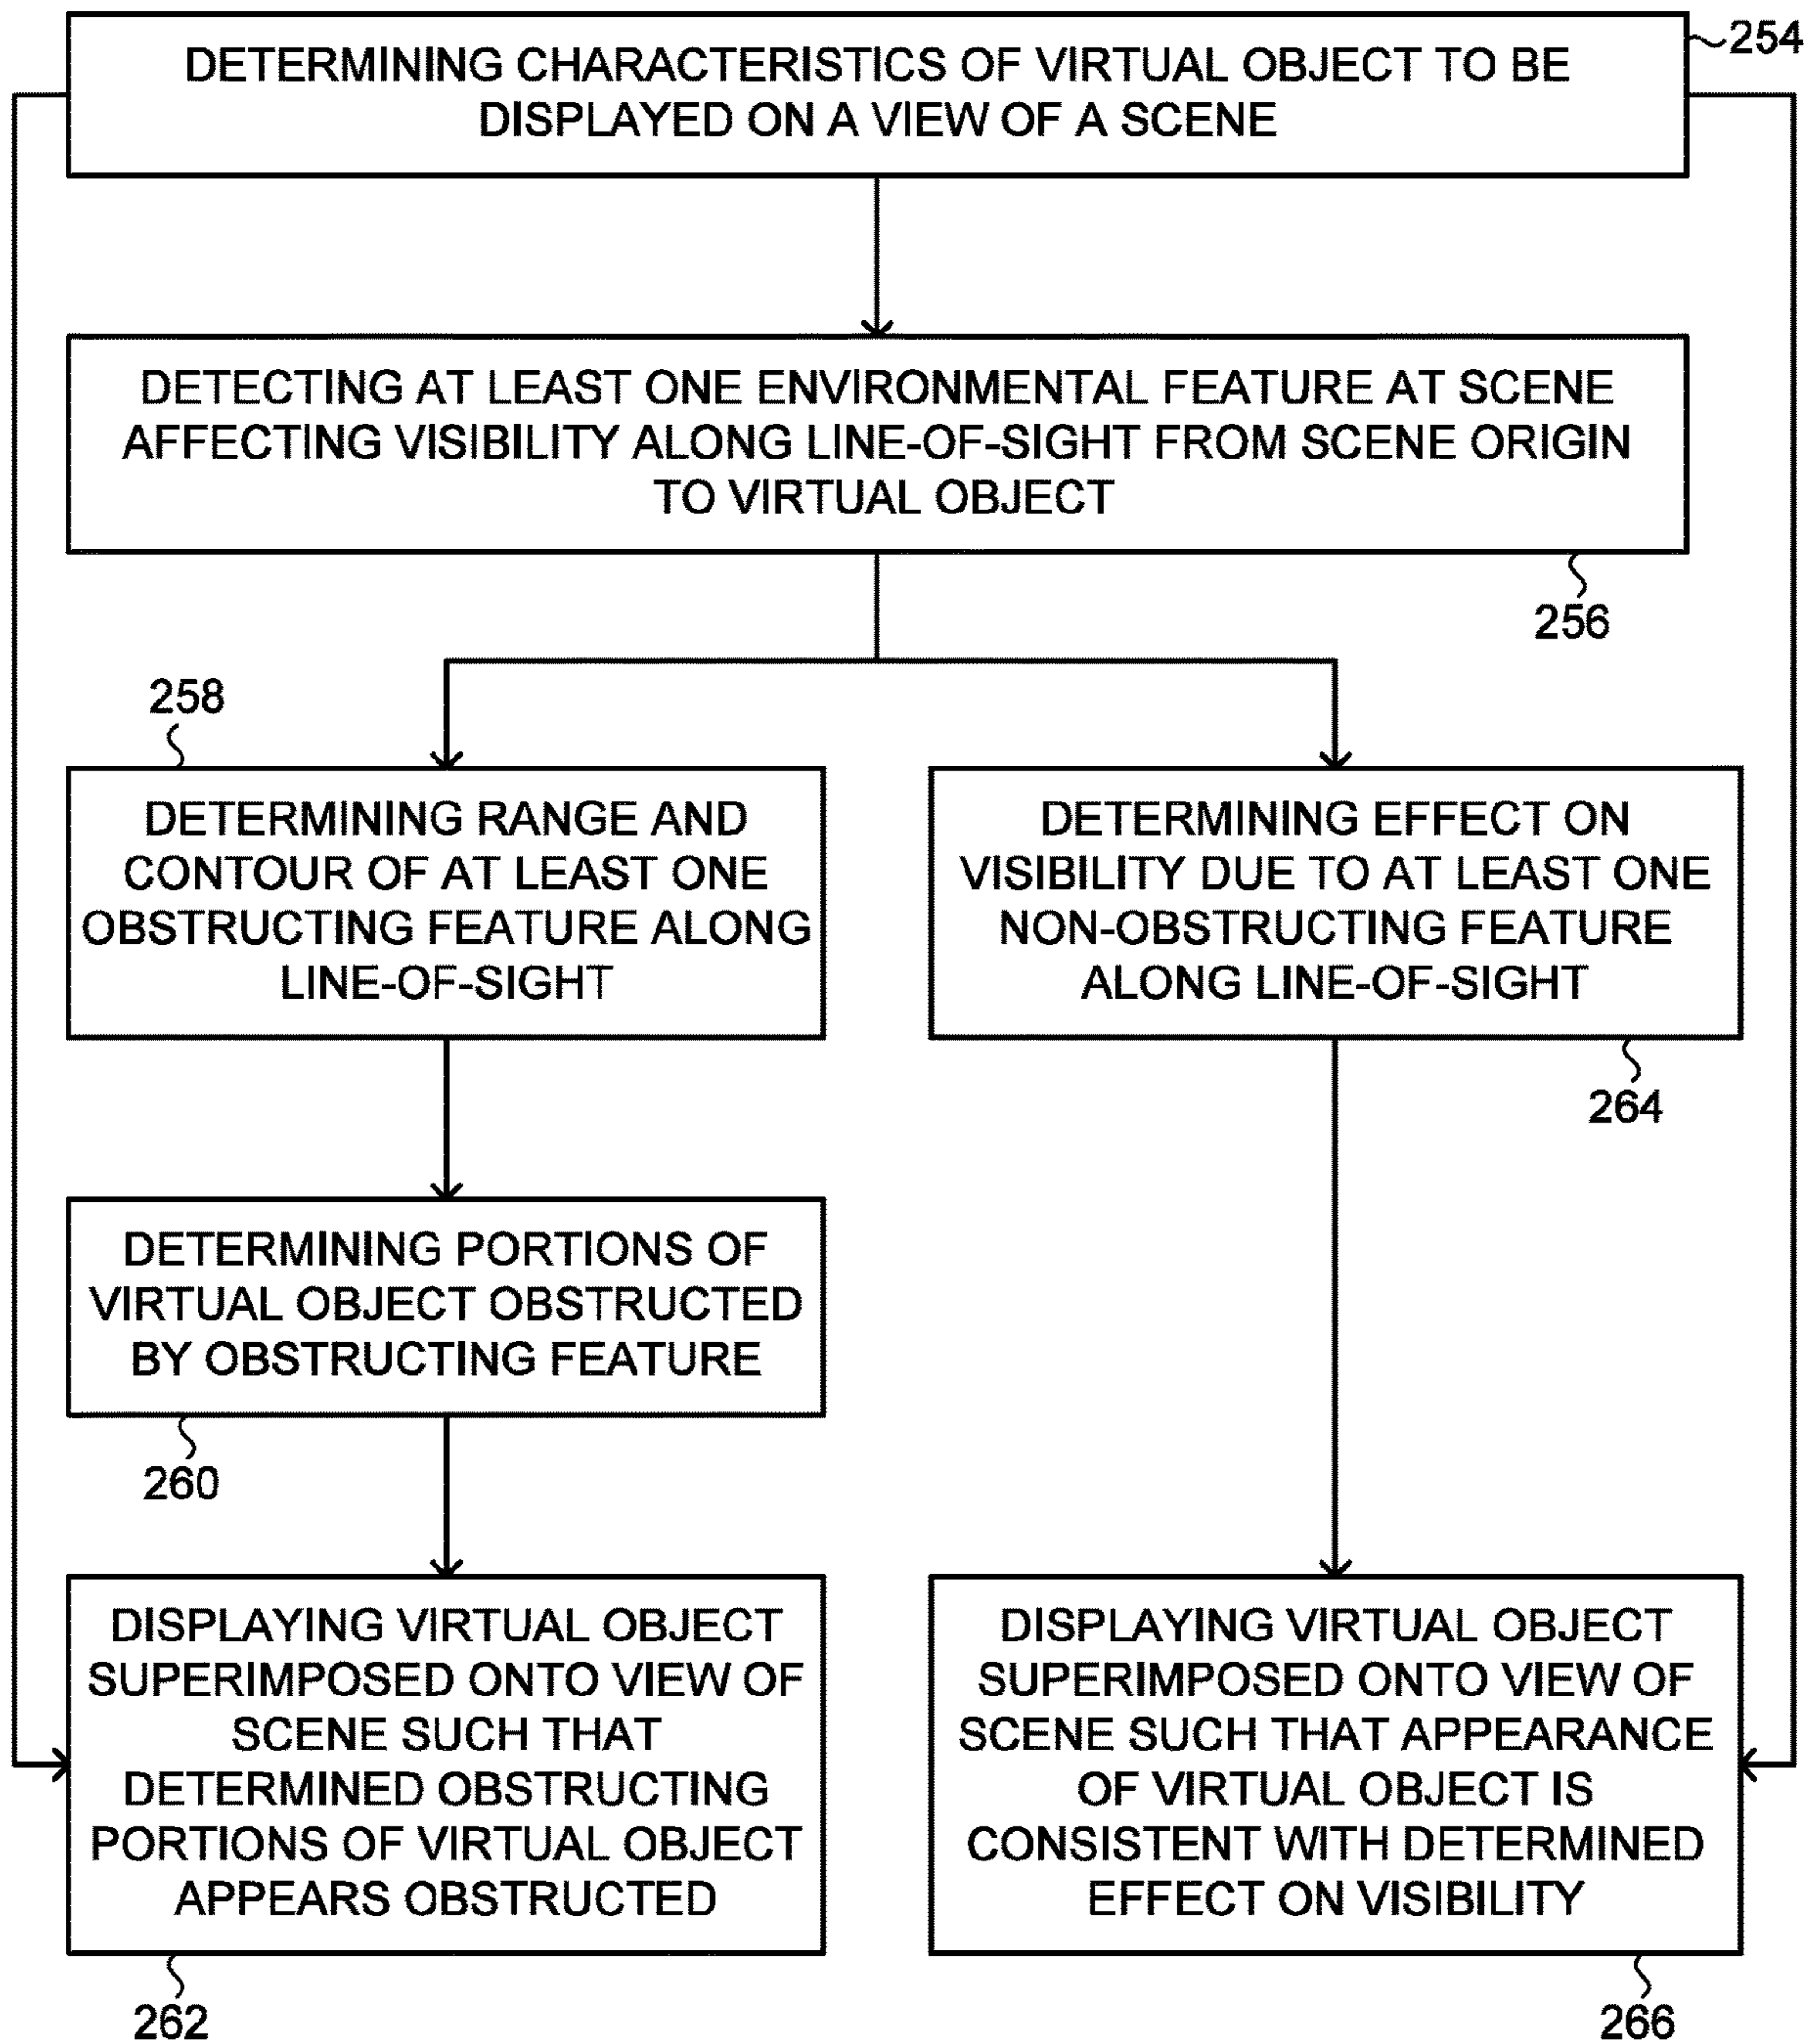 254
DETERMINING CHARACTERISTICS OF VIRTUAL OBJECT TO BE
DISPLAYED ON A VIEW OF A SCENE
DETECTING AT LEAST ONE ENVIRONMENTAL FEATURE AT SCENE
AFFECTING VISIBILITY ALONG LINE-OF-SIGHT FROM SCENE ORIGIN
TO VIRTUAL OBJECT
256
258
DETERMINING RANGE AND
CONTOUR OF AT LEAST ONE
OBSTRUCTING FEATURE ALONG
LINE-OF-SIGHT
DETERMINING EFFECT ON
VISIBILITY DUE TO AT LEAST ONE
NON-OBSTRUCTING FEATURE
ALONG LINE-OF-SIGHT
264
DETERMINING PORTIONS OF
VIRTUAL OBJECT OBSTRUCTED
BY OBSTRUCTING FEATURE
260
DISPLAYING VIRTUAL OBJECT
SUPERIMPOSED ONTO VIEW OF
SCENE SUCH THAT
DETERMINED OBSTRUCTING
PORTIONS OF VIRTUAL OBJECT
APPEARS OBSTRUCTED
262
DISPLAYING VIRTUAL OBJECT
SUPERIMPOSED ONTO VIEW OF
SCENE SUCH THAT APPEARANCE
OF VIRTUAL OBJECT IS
CONSISTENT WITH DETERMINED
EFFECT ON VISIBILITY
266